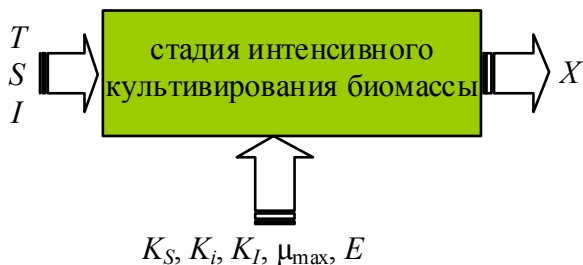 T
S
I
стадия интенсивного
культивирования биомассы
X
K_S, K_i, K_I, μ_max, E